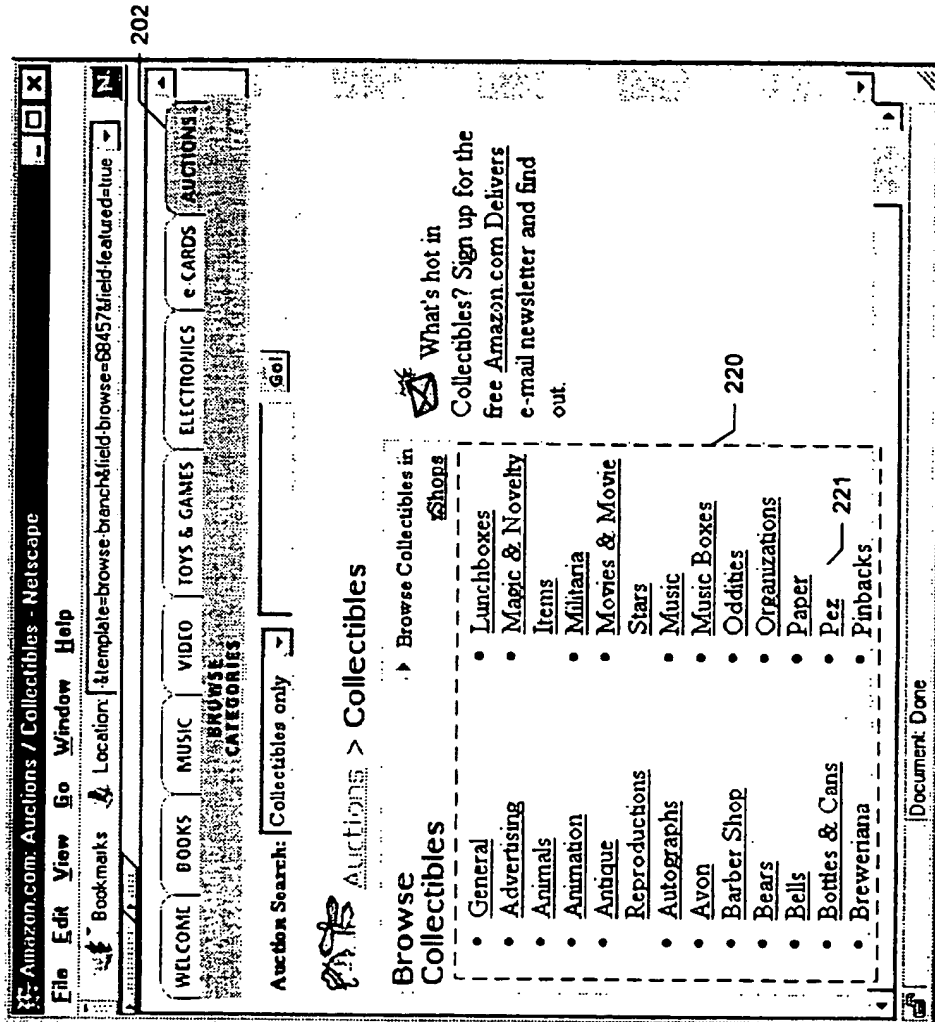 Amazon.com: Auctions / Collectibles - Netscape
File Edit View Go Window Help
Bookmarks Location: &template=browse-branch&field-browse=68457&field-featured=true N
202
WELCOME BOOKS MUSIC VIDEO TOYS & GAMES ELECTRONICS e-CARDS AUCTIONS
BROWSE
CATEGORIES
Auction Search: Collectibles only Go!
Auctions > Collectibles
Browse
Collectibles
Browse Collectibles in
zShops
General
Advertising
Animals
Animation
Antique
Reproductions
Autographs
Avon
Barber Shop
Bears
Bells
Bottles & Cans
Breweriana
Lunchboxes
Magic & Novelty
Items
Militaria
Movies & Movie
Stars
Music
Music Boxes
Oddities
Organizations
Paper
Pez
Pinbacks
221
220
What's hot in
Collectibles? Sign up for the
free Amazon.com Delivers
e-mail newsletter and find
out.
Document: Done